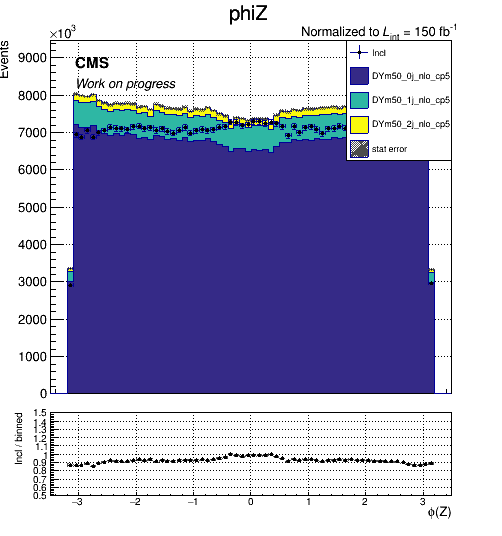 phiZ
×10³
Normalized to L_int = 150 fb⁻¹
Events
CMS
Work on progress
Incl
DYm50_0j_nlo_cp5
DYm50_1j_nlo_cp5
DYm50_2j_nlo_cp5
stat error
9000
8000
7000
6000
5000
4000
3000
2000
1000
0
Incl / binned
1.5
1.4
1.3
1.2
1.1
1
0.9
0.8
0.7
0.6
0.5
−3 −2 −1 0 1 2 3
ϕ(Z)